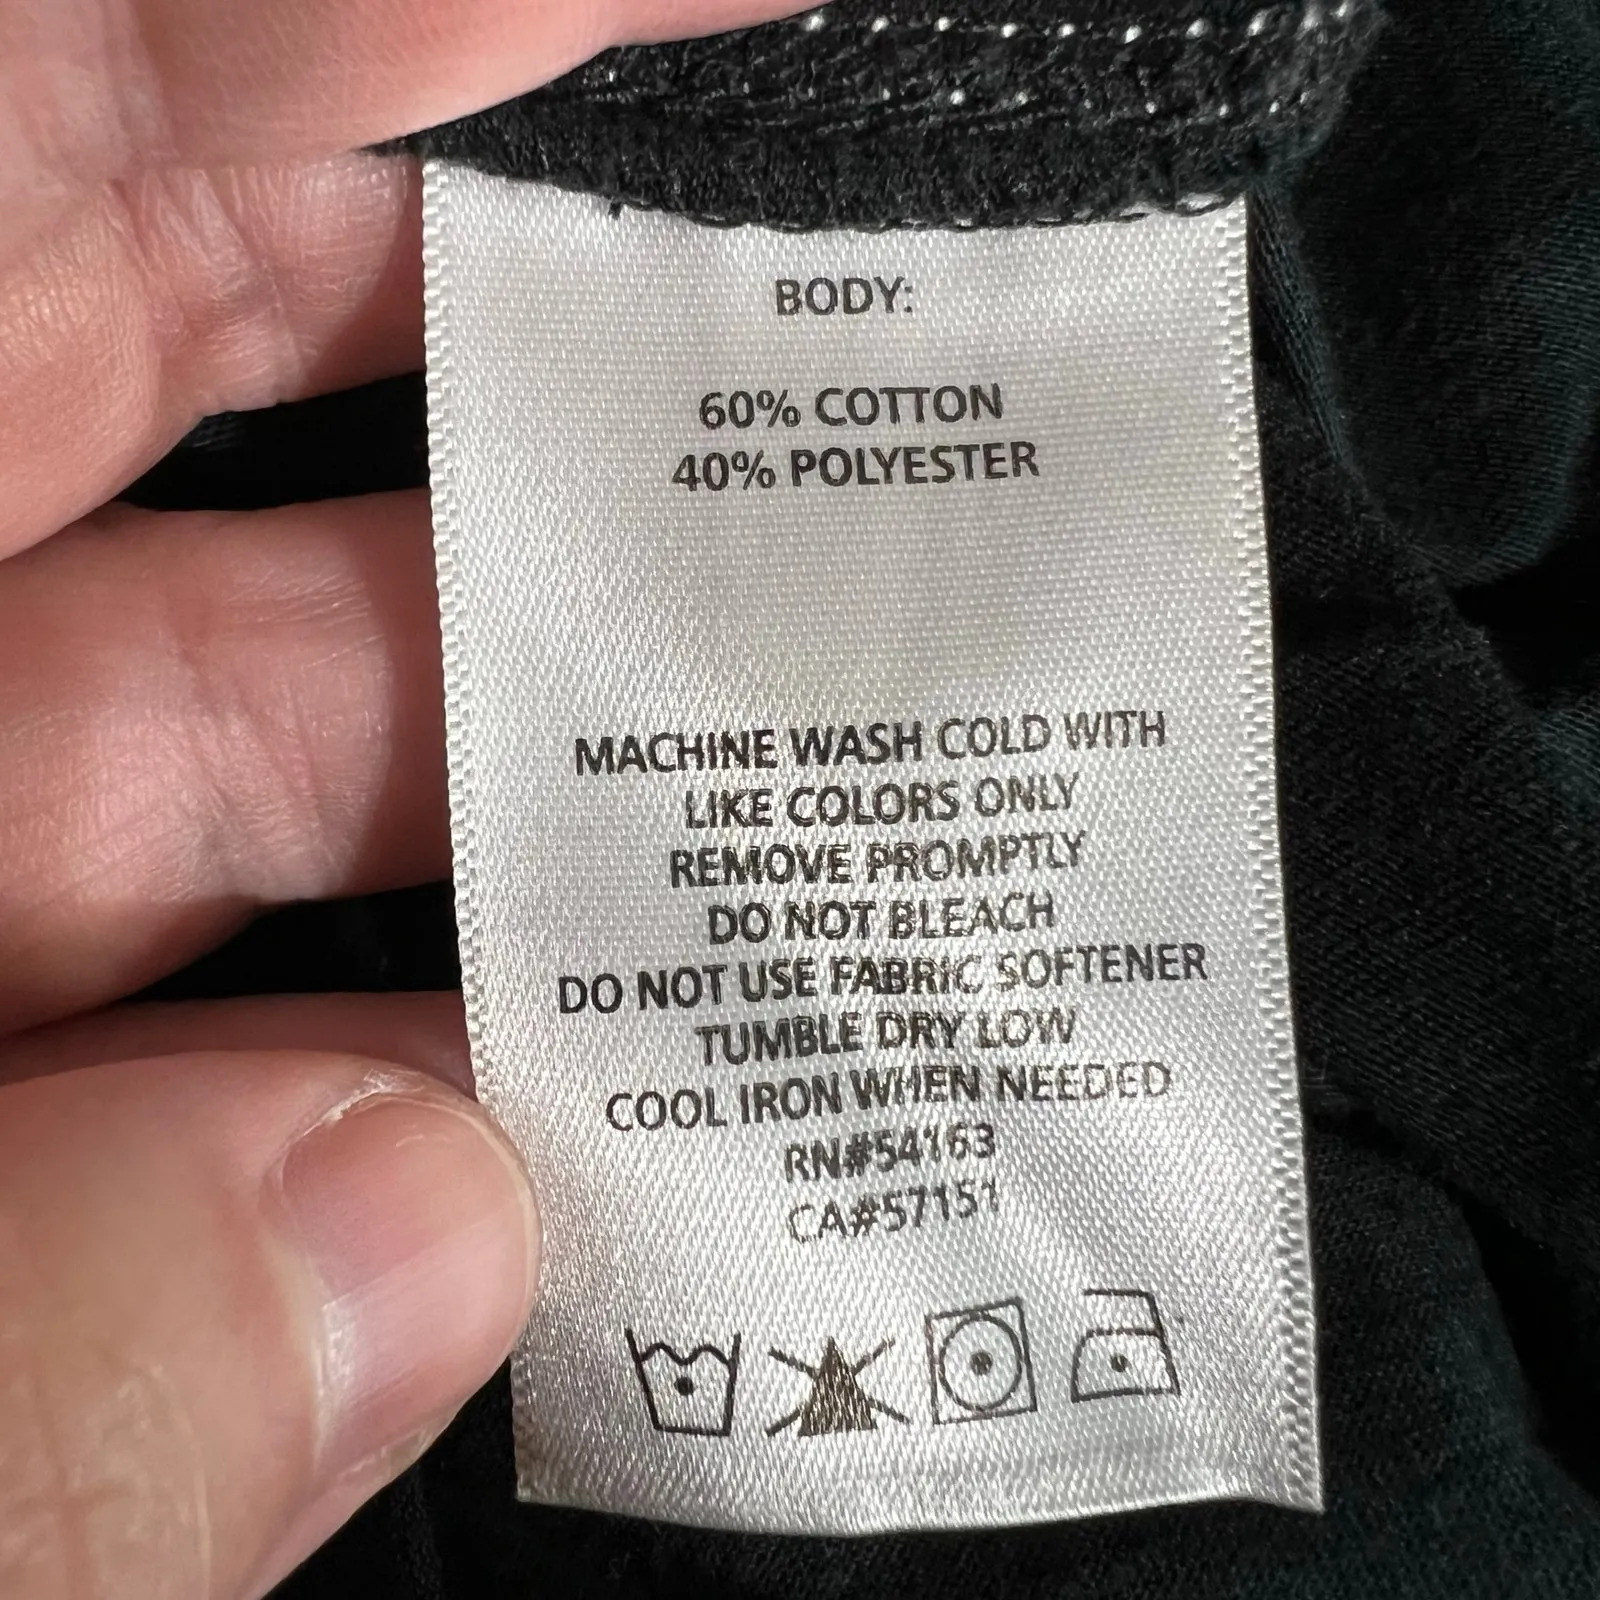 BODY:
60% COTTON
40% POLYESTER
MACHINE WASH COLD WITH
LIKE COLORS ONLY
REMOVE PROMPTLY
DO NOT BLEACH
DO NOT USE FABRIC SOFTENER
TUMBLE DRY LOW
COOL IRON WHEN NEEDED
RN#54163
CA#57151